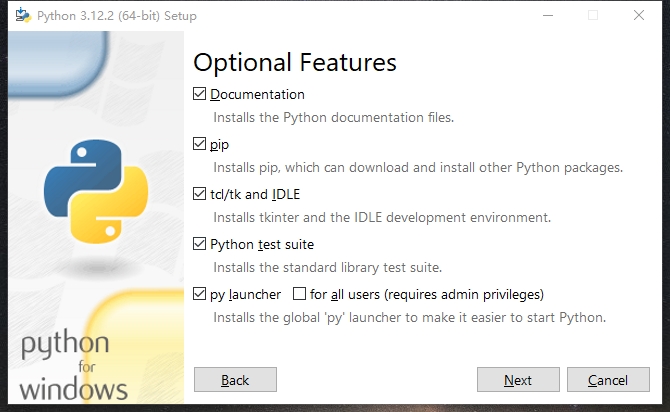 Python 3.12.2 (64-bit) Setup
Optional Features
Documentation
Installs the Python documentation files.
pip
Installs pip, which can download and install other Python packages.
tcl/tk and IDLE
Installs tkinter and the IDLE development environment.
Python test suite
Installs the standard library test suite.
py launcher for all users (requires admin privileges)
Installs the global 'py' launcher to make it easier to start Python.
python
for
windows
Back Next Cancel